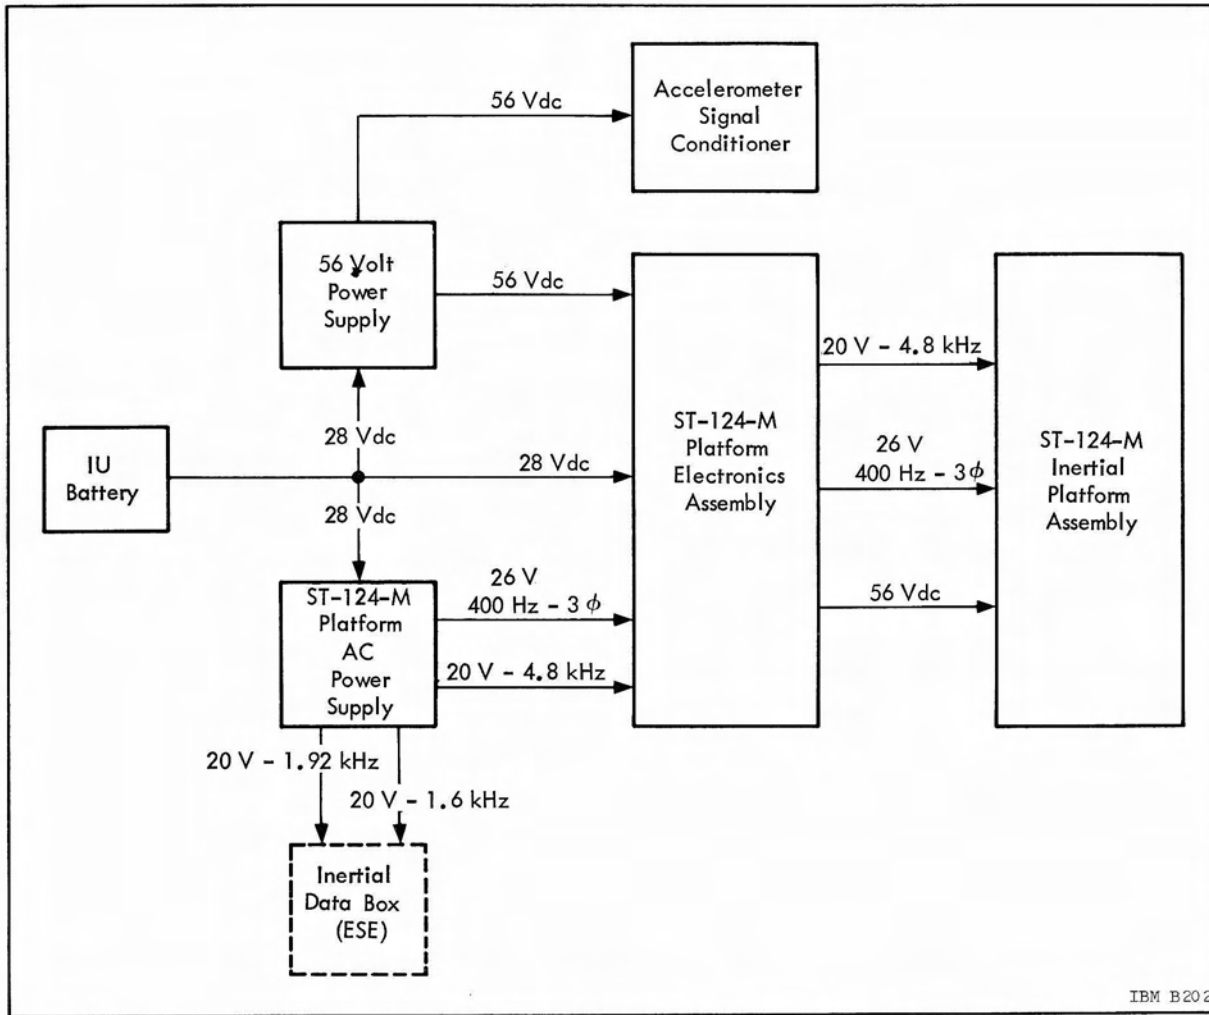 56 Vdc
Accelerometer
Signal
Conditioner
56 Volt
Power
Supply
56 Vdc
28 Vdc
IU
Battery
28 Vdc
28 Vdc
ST-124-M
Platform
Electronics
Assembly
20 V - 4.8 kHz
26 V
400 Hz - 3 ϕ
56 Vdc
ST-124-M
Inertial
Platform
Assembly
ST-124-M
Platform
AC
Power
Supply
26 V
400 Hz - 3 ϕ
20 V - 4.8 kHz
20 V - 1.92 kHz
20 V - 1.6 kHz
Inertial
Data Box
(ESE)
IBM B202